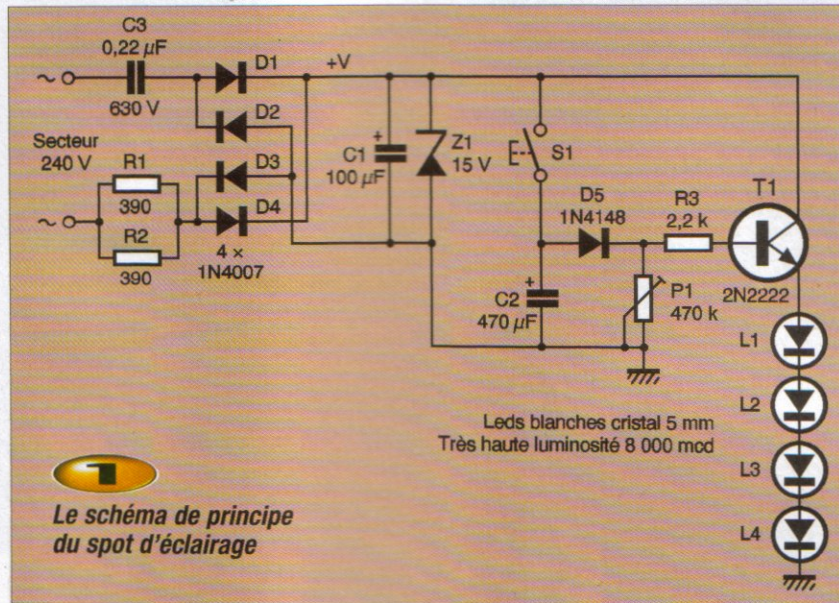 C3
0,22 µF
630 V
D1
+V
D2
Secteur
240 V
R1
390
D3
D4
R2
390
4 ×
1N4007
+
C1
100 µF
Z1
15 V
S1
D5
1N4148
R3
2,2 k
T1
2N2222
+
C2
470 µF
P1
470 k
L1
L2
L3
L4
Leds blanches cristal 5 mm
Très haute luminosité 8 000 mcd
1
Le schéma de principe
du spot d'éclairage